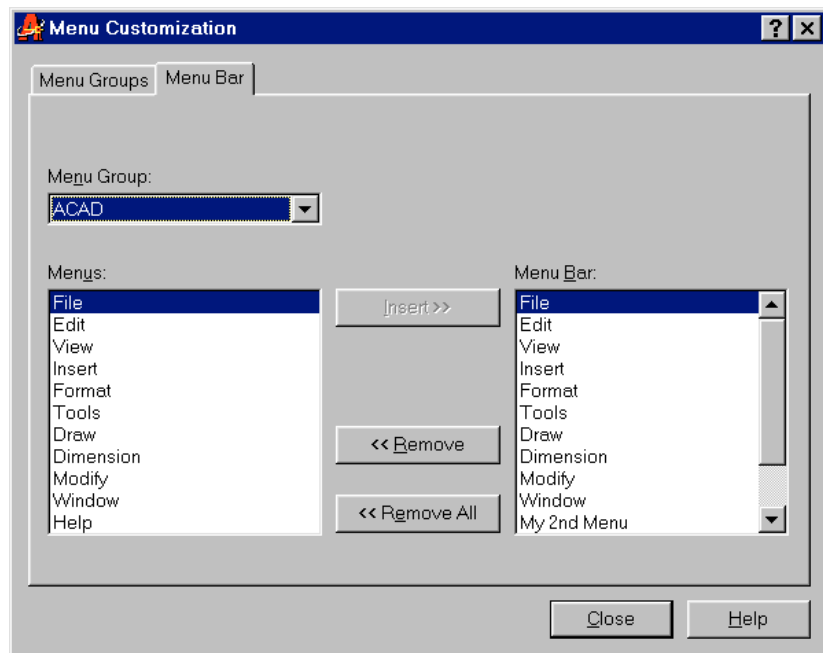 Menu Customization
Menu Groups Menu Bar
Menu Group:
ACAD
Menus: Menu Bar:
File Insert >> File
Edit Edit
View View
Insert Insert
Format Format
Tools Tools
Draw << Remove Draw
Dimension Dimension
Modify Modify
Window << Remove All Window
Help My 2nd Menu
Close Help